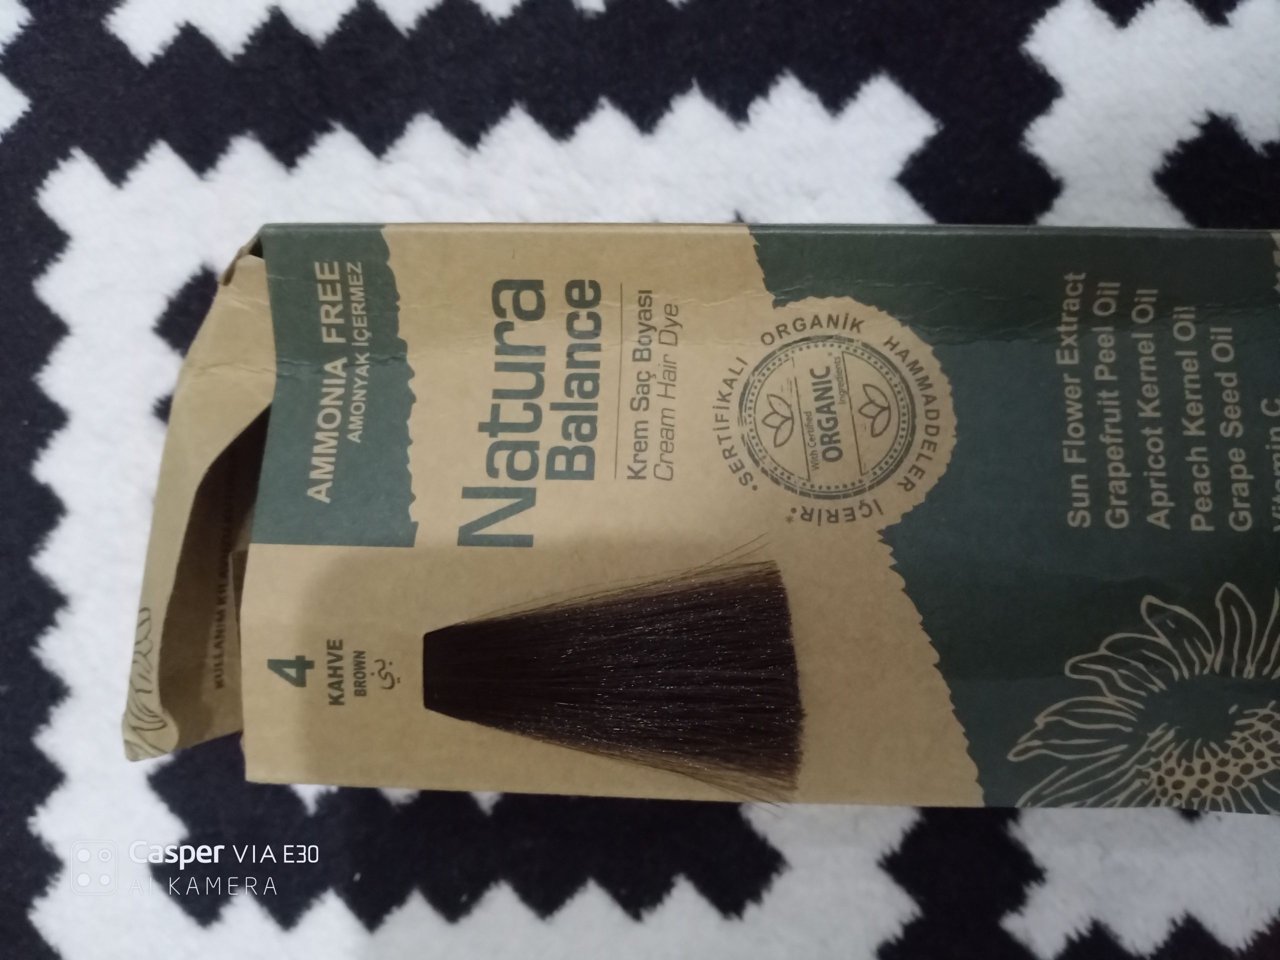 AMMONIA FREE
AMONYAK İÇERMEZ
Natura
Balance
Krem Saç Boyası
Cream Hair Dye
SERTİFİKALI ORGANİK HAMMADDELER İÇERİR*
With Certified
ORGANIC
Ingredients
4
KAHVE
BROWN
بني
Sun Flower Extract
Grapefruit Peel Oil
Apricot Kernel Oil
Peach Kernel Oil
Grape Seed Oil
Vitamin C
KULLANIM
Casper VIA E30
AI KAMERA